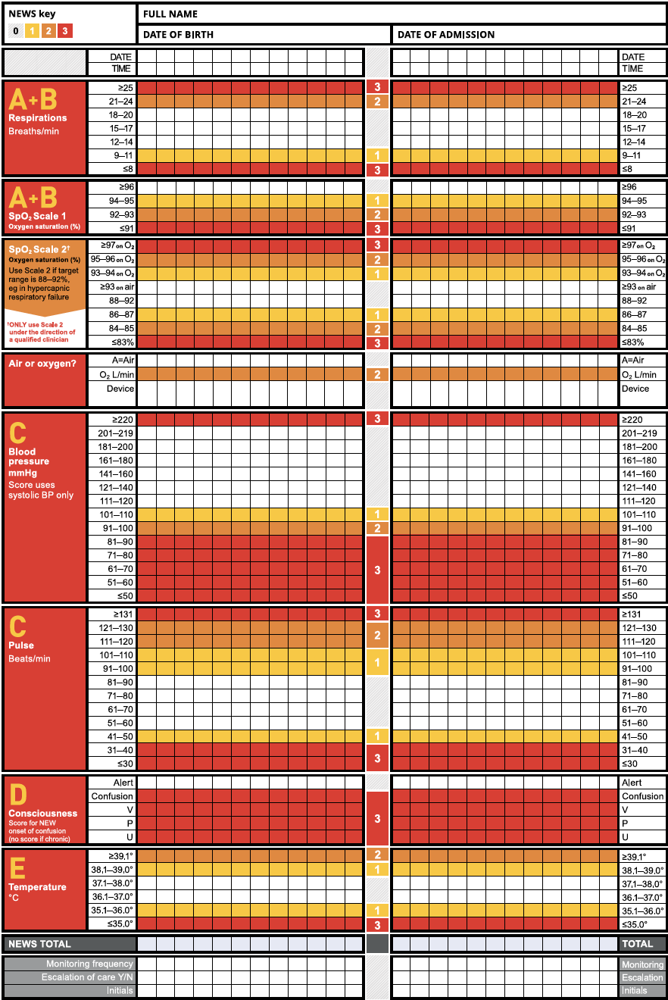 NEWS key
0 1 2 3
FULL NAME
DATE OF BIRTH
DATE OF ADMISSION
DATE DATE
TIME TIME
A+B
Respirations
Breaths/min
≥25 3 ≥25
21–24 2 21–24
18–20 18–20
15–17 15–17
12–14 12–14
9–11 1 9–11
≤8 3 ≤8
A+B
SpO₂ Scale 1
Oxygen saturation (%)
≥96 ≥96
94–95 1 94–95
92–93 2 92–93
≤91 3 ≤91
SpO₂ Scale 2†
Oxygen saturation (%)
Use Scale 2 if target
range is 88–92%,
eg in hypercapnic
respiratory failure
†ONLY use Scale 2
under the direction of
a qualified clinician
≥97 on O₂ 3 ≥97 on O₂
95–96 on O₂ 2 95–96 on O₂
93–94 on O₂ 1 93–94 on O₂
≥93 on air ≥93 on air
88–92 88–92
86–87 1 86–87
84–85 2 84–85
≤83% 3 ≤83%
Air or oxygen?
A=Air A=Air
O₂ L/min 2 O₂ L/min
Device Device
C
Blood
pressure
mmHg
Score uses
systolic BP only
≥220 3 ≥220
201–219 201–219
181–200 181–200
161–180 161–180
141–160 141–160
121–140 121–140
111–120 111–120
101–110 1 101–110
91–100 2 91–100
81–90 81–90
71–80 71–80
61–70 3 61–70
51–60 51–60
≤50 ≤50
C
Pulse
Beats/min
≥131 3 ≥131
121–130 2 121–130
111–120 111–120
101–110 1 101–110
91–100 91–100
81–90 81–90
71–80 71–80
61–70 61–70
51–60 51–60
41–50 1 41–50
31–40 3 31–40
≤30 ≤30
D
Consciousness
Score for NEW
onset of confusion
(no score if chronic)
Alert Alert
Confusion Confusion
V V
P 3 P
U U
E
Temperature
°C
≥39.1° 2 ≥39.1°
38.1–39.0° 1 38.1–39.0°
37.1–38.0° 37.1–38.0°
36.1–37.0° 36.1–37.0°
35.1–36.0° 1 35.1–36.0°
≤35.0° 3 ≤35.0°
NEWS TOTAL TOTAL
Monitoring frequency Monitoring
Escalation of care Y/N Escalation
Initials Initials